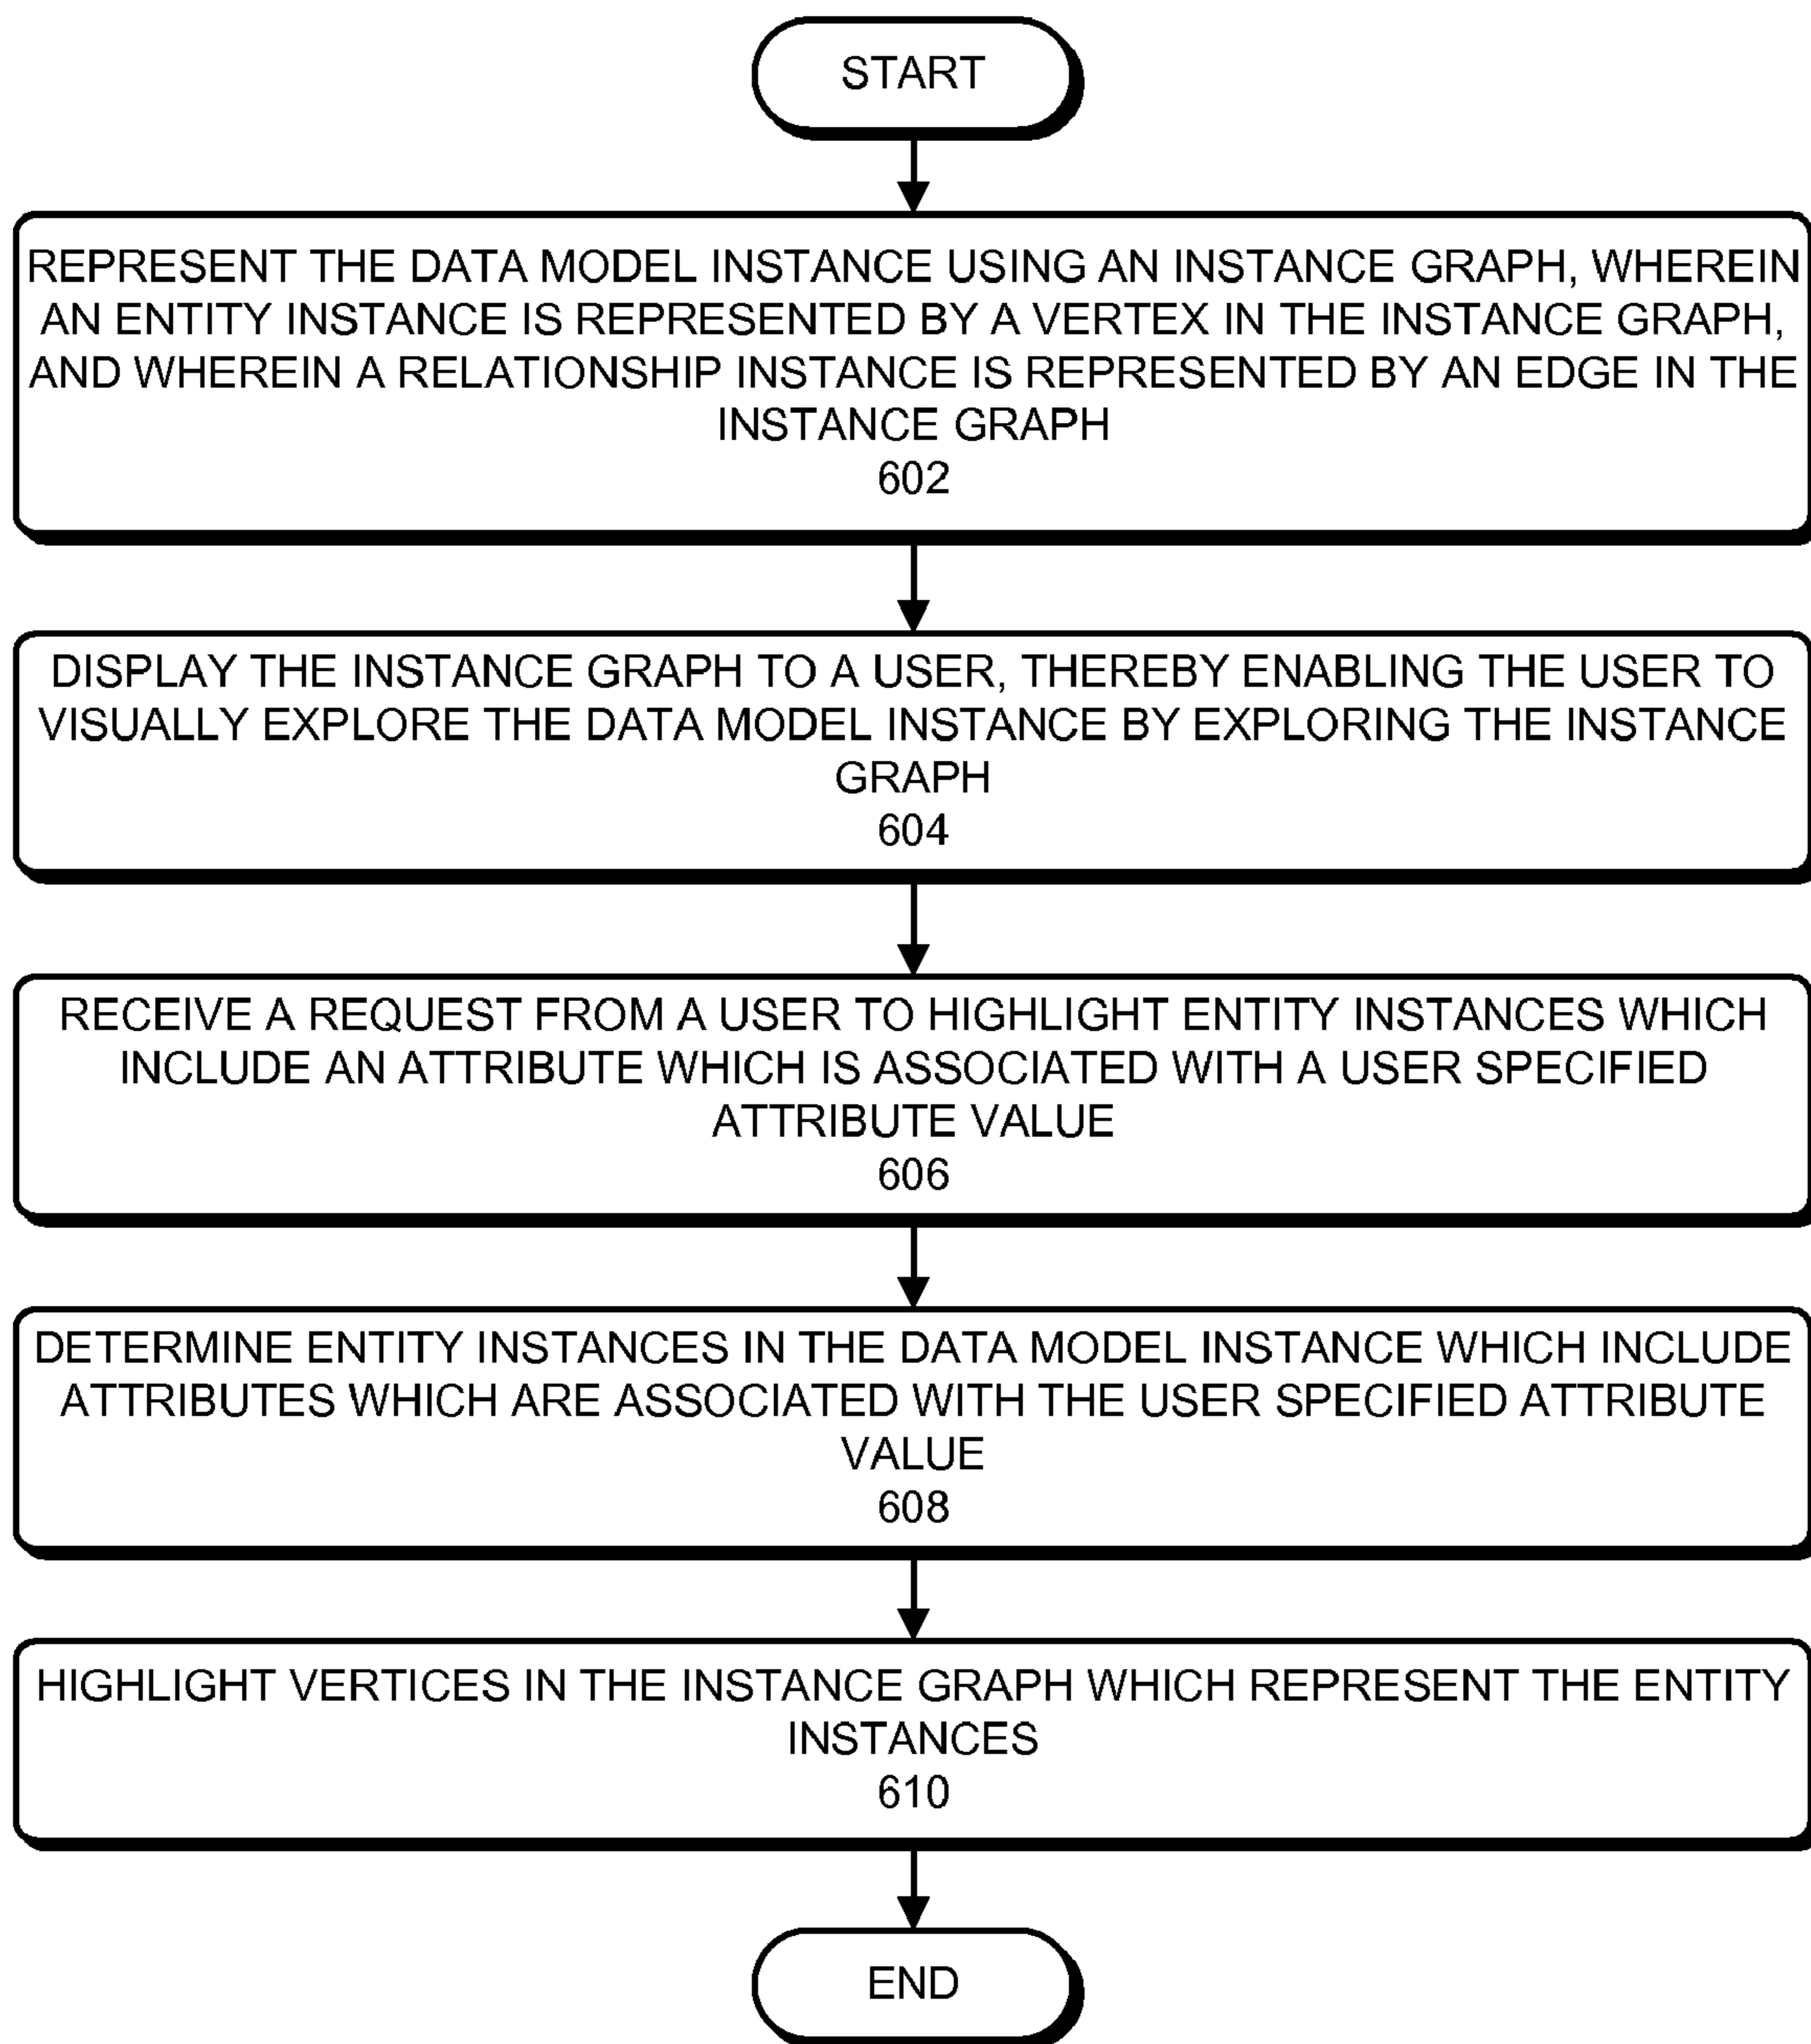 START
REPRESENT THE DATA MODEL INSTANCE USING AN INSTANCE GRAPH, WHEREIN
AN ENTITY INSTANCE IS REPRESENTED BY A VERTEX IN THE INSTANCE GRAPH,
AND WHEREIN A RELATIONSHIP INSTANCE IS REPRESENTED BY AN EDGE IN THE
INSTANCE GRAPH
602
DISPLAY THE INSTANCE GRAPH TO A USER, THEREBY ENABLING THE USER TO
VISUALLY EXPLORE THE DATA MODEL INSTANCE BY EXPLORING THE INSTANCE
GRAPH
604
RECEIVE A REQUEST FROM A USER TO HIGHLIGHT ENTITY INSTANCES WHICH
INCLUDE AN ATTRIBUTE WHICH IS ASSOCIATED WITH A USER SPECIFIED
ATTRIBUTE VALUE
606
DETERMINE ENTITY INSTANCES IN THE DATA MODEL INSTANCE WHICH INCLUDE
ATTRIBUTES WHICH ARE ASSOCIATED WITH THE USER SPECIFIED ATTRIBUTE
VALUE
608
HIGHLIGHT VERTICES IN THE INSTANCE GRAPH WHICH REPRESENT THE ENTITY
INSTANCES
610
END